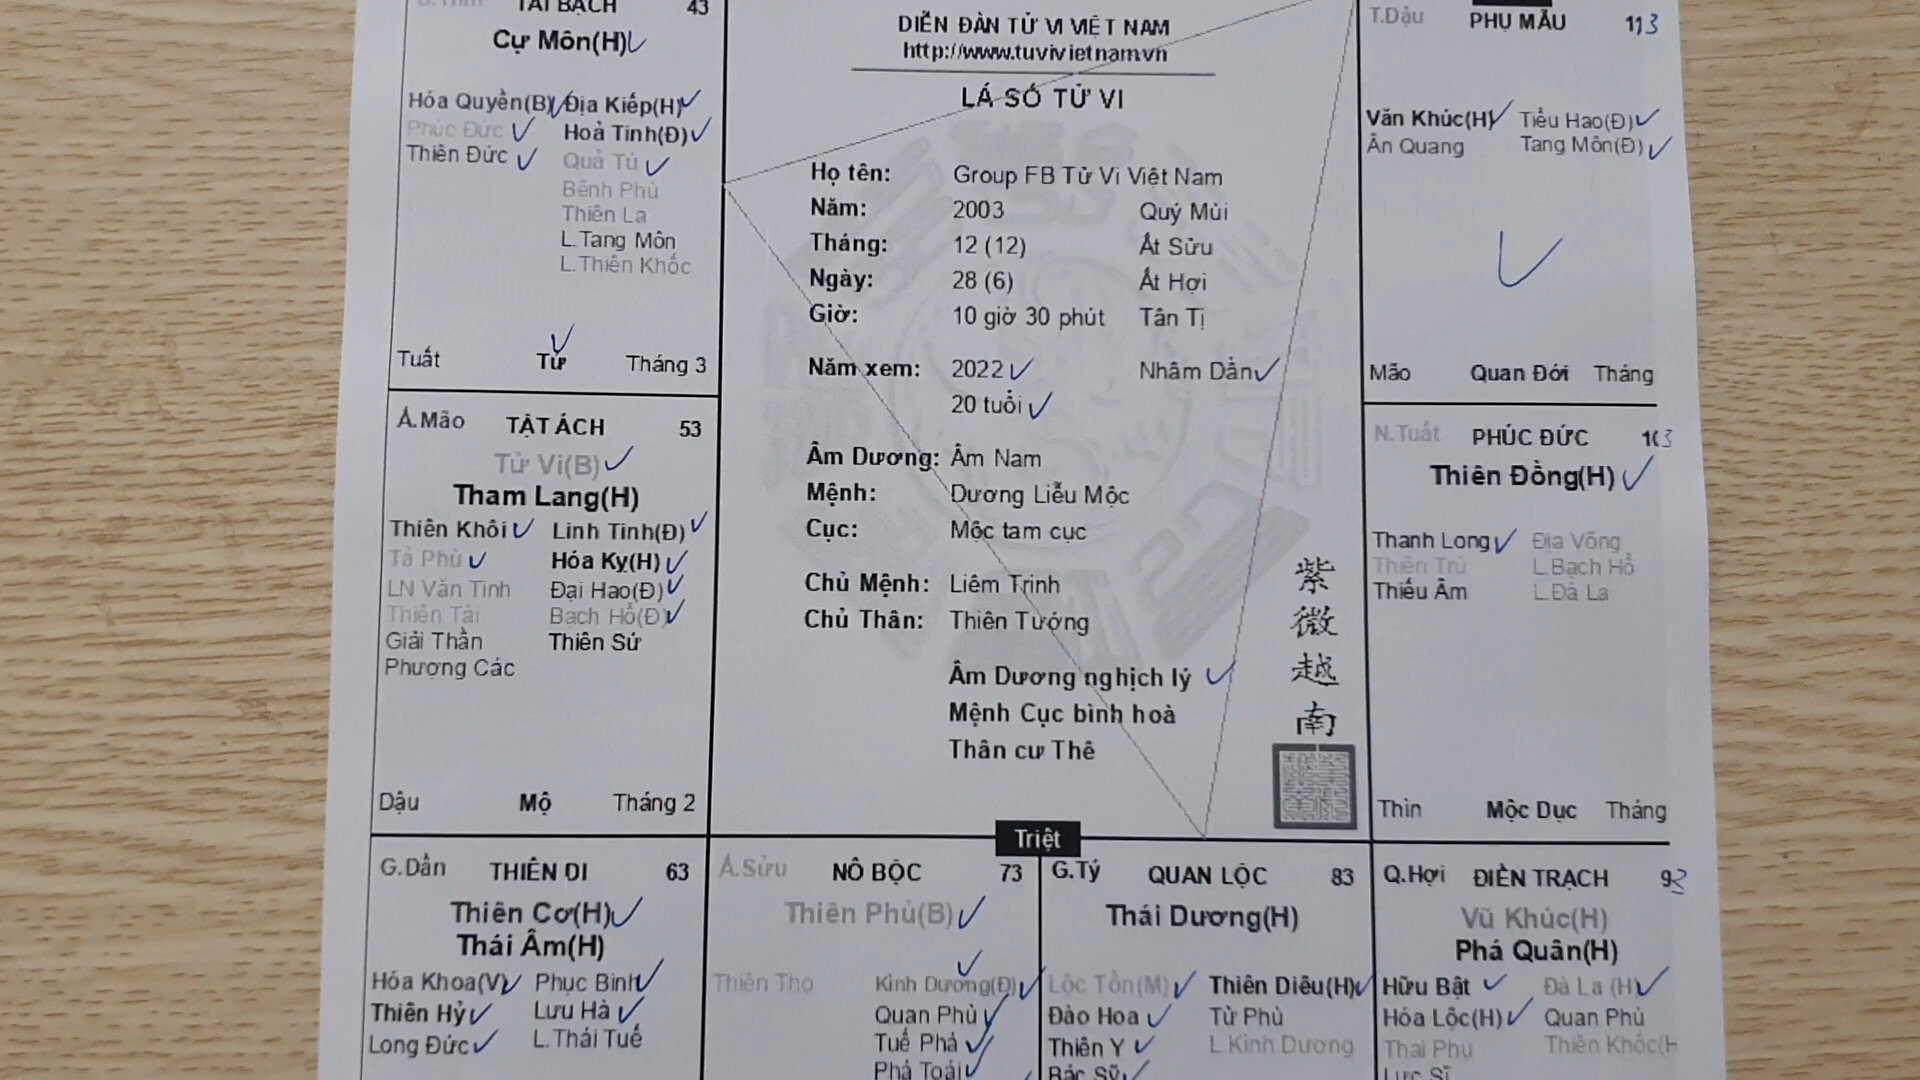 TÀI BẠCH 43
Cự Môn(H)
Hóa Quyền(B) Địa Kiếp(H)
Phúc Đức Hoả Tinh(Đ)
Thiên Đức Quả Tú
Bệnh Phù
Thiên La
L.Tang Môn
L.Thiên Khốc
Tuất Tử Tháng 3
DIỄN ĐÀN TỬ VI VIỆT NAM
http://www.tuvivietnam.vn
LÁ SỐ TỬ VI
Họ tên: Group FB Tử Vi Việt Nam
Năm: 2003 Quý Mùi
Tháng: 12 (12) Ất Sửu
Ngày: 28 (6) Ất Hợi
Giờ: 10 giờ 30 phút Tân Tị
Năm xem: 2022 Nhâm Dần
20 tuổi
Âm Dương: Âm Nam
Mệnh: Dương Liễu Mộc
Cục: Mộc tam cục
Chủ Mệnh: Liêm Trinh
Chủ Thân: Thiên Tướng
Âm Dương nghịch lý
Mệnh Cục bình hoà
Thân cư Thê
紫
微
越
南
T.Dậu PHỤ MẪU 113
Văn Khúc(H) Tiểu Hao(Đ)
Ân Quang Tang Môn(Đ)
Mão Quan Đới Tháng
Á.Mão TẬT ÁCH 53
Tử Vi(B)
Tham Lang(H)
Thiên Khôi Linh Tinh(Đ)
Tả Phù Hóa Kỵ(H)
LN Văn Tinh Đại Hao(Đ)
Thiên Tài Bạch Hổ(Đ)
Giải Thần Thiên Sứ
Phượng Các
Dậu Mộ Tháng 2
N.Tuất PHÚC ĐỨC 103
Thiên Đồng(H)
Thanh Long Địa Võng
Thiên Trù L.Bạch Hổ
Thiếu Âm L.Đà La
Thìn Mộc Dục Tháng
Triệt
G.Dần THIÊN DI 63
Thiên Cơ(H)
Thái Âm(H)
Hóa Khoa(V) Phục Binh
Thiên Hỷ Lưu Hà
Long Đức L.Thái Tuế
Á.Sửu NÔ BỘC 73
Thiên Phủ(B)
Thiên Thọ Kình Dương(Đ)
Quan Phủ
Tuế Phá
Phá Toái
G.Tý QUAN LỘC 83
Thái Dương(H)
Lộc Tồn(M) Thiên Diêu(H)
Đào Hoa Tử Phù
Thiên Y L.Kình Dương
Bác Sỹ
Q.Hợi ĐIỀN TRẠCH 93
Vũ Khúc(H)
Phá Quân(H)
Hữu Bật Đà La (H)
Hóa Lộc(H) Quan Phù
Thai Phụ Thiên Khốc(H
Lực Sĩ